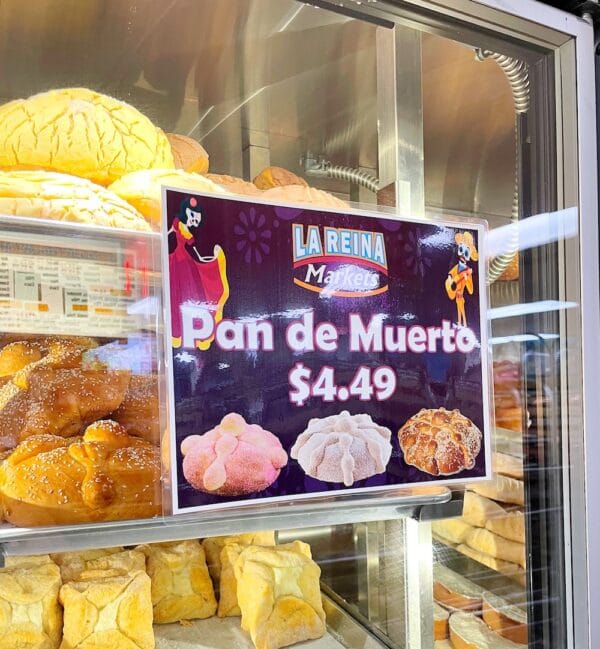 LA REINA
Markets
Pan de Muerto
$4.49